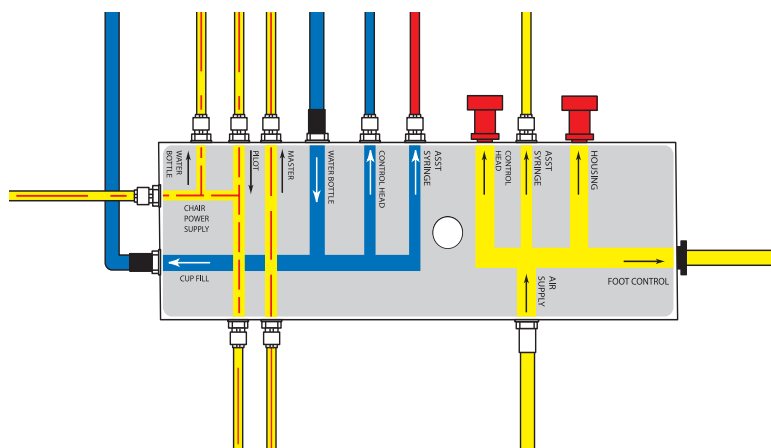 WATER
BOTTLE
PILOT
MASTER
WATER BOTTLE
CONTROL HEAD
ASST
SYRINGE
CONTROL
HEAD
ASST
SYRINGE
HOUSING
CHAIR
POWER
SUPPLY
CUP FILL
AIR
SUPPLY
FOOT CONTROL